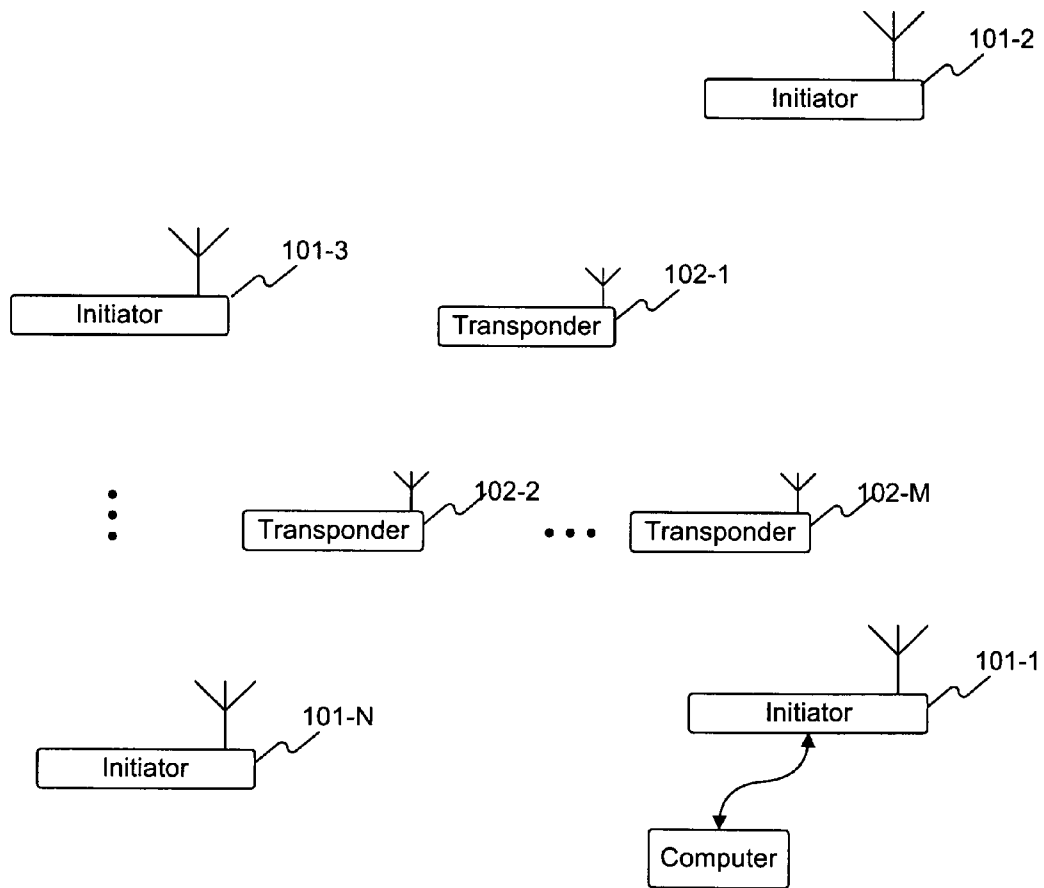 101-2
Initiator
101-3
Initiator
102-1
Transponder
102-2
Transponder
102-M
Transponder
101-1
Initiator
101-N
Initiator
Computer